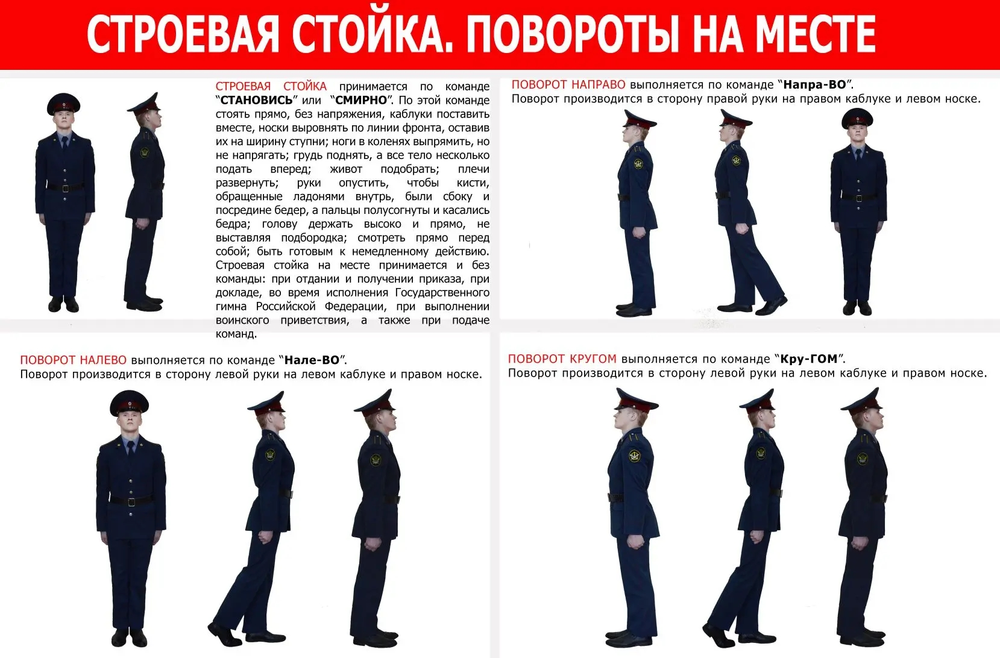 СТРОЕВАЯ СТОЙКА. ПОВОРОТЫ НА МЕСТЕ
СТРОЕВАЯ СТОЙКА принимается по команде
“СТАНОВИСЬ” или “СМИРНО”. По этой команде
стоять прямо, без напряжения, каблуки поставить
вместе, носки выровнять по линии фронта, оставив
их на ширину ступни; ноги в коленях выпрямить, но
не напрягать; грудь поднять, а все тело несколько
подать вперед; живот подобрать; плечи
развернуть; руки опустить, чтобы кисти,
обращенные ладонями внутрь, были сбоку и
посредине бедер, а пальцы полусогнуты и касались
бедра; голову держать высоко и прямо, не
выставляя подбородка; смотреть прямо перед
собой; быть готовым к немедленному действию.
Строевая стойка на месте принимается и без
команды: при отдании и получении приказа, при
докладе, во время исполнения Государственного
гимна Российской Федерации, при выполнении
воинского приветствия, а также при подаче
команд.
ПОВОРОТ НАПРАВО выполняется по команде “Напра-ВО”.
Поворот производится в сторону правой руки на правом каблуке и левом носке.
ПОВОРОТ НАЛЕВО выполняется по команде “Нале-ВО”.
Поворот производится в сторону левой руки на левом каблуке и правом носке.
ПОВОРОТ КРУГОМ выполняется по команде “Кру-ГОМ”.
Поворот производится в сторону левой руки на левом каблуке и правом носке.